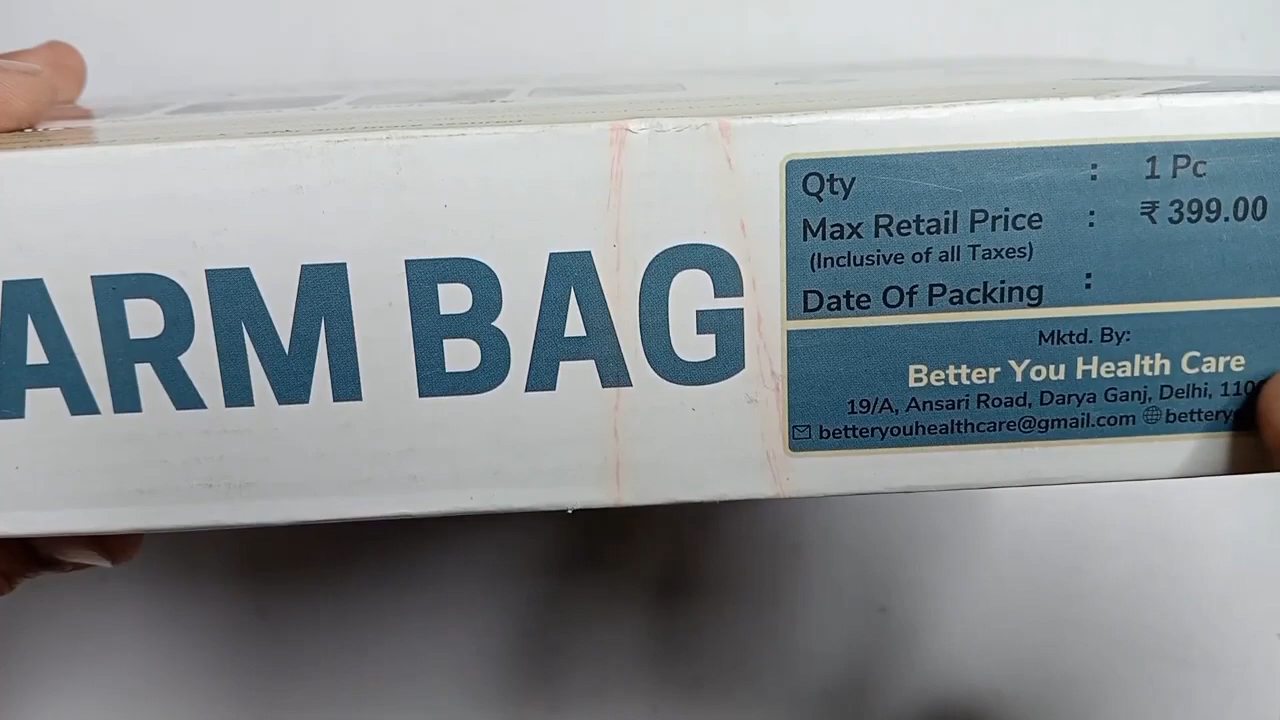 ARM BAG
Qty : 1 Pc
Max Retail Price : ₹ 399.00
(Inclusive of all Taxes)
Date Of Packing :
Mktd. By:
Better You Health Care
19/A, Ansari Road, Darya Ganj, Delhi,
betteryouhealthcare@gmail.com